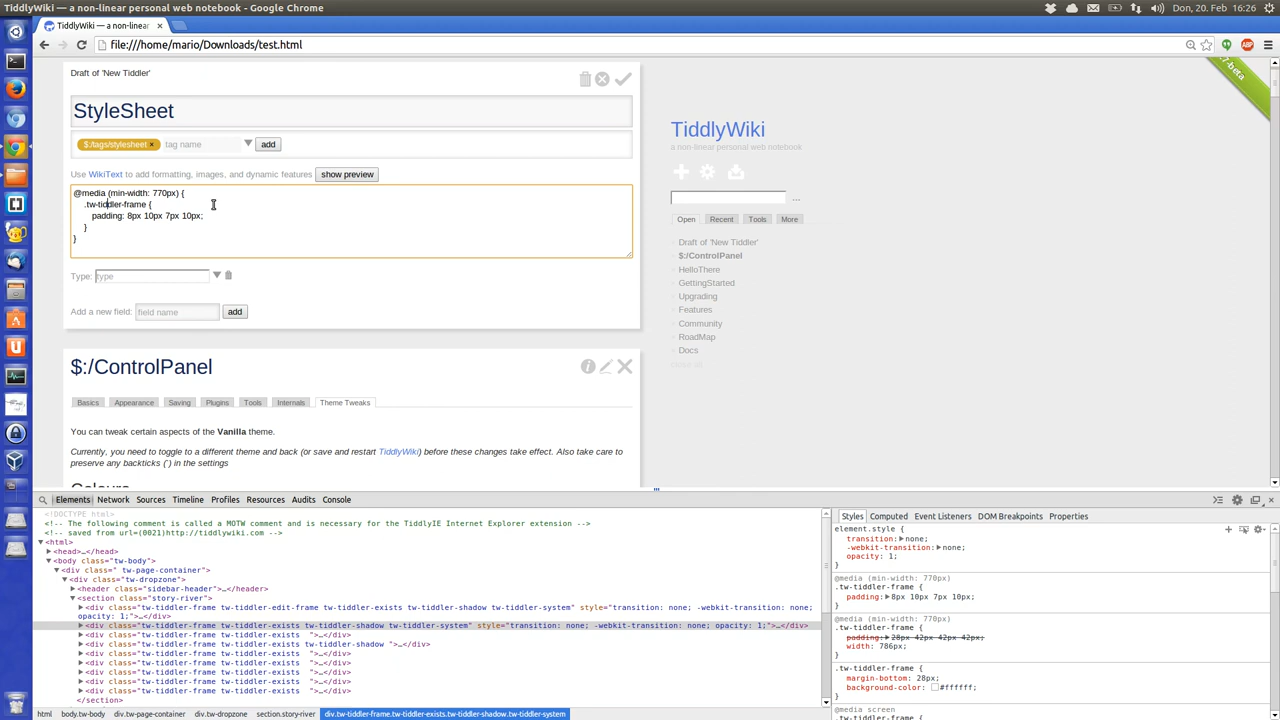 TiddlyWiki — a non-linear personal web notebook - Google Chrome
Don, 20. Feb 16:26
TiddlyWiki — a non-linear
file:///home/mario/Downloads/test.html
Draft of 'New Tiddler'
StyleSheet
$:/tags/stylesheet × tag name add
Use WikiText to add formatting, images, and dynamic features show preview
@media (min-width: 770px) {
.tw-tiddler-frame {
padding: 8px 10px 7px 10px;
}
}
Type: type
Add a new field: field name add
$:/ControlPanel
Basics Appearance Saving Plugins Tools Internals Theme Tweaks
You can tweak certain aspects of the Vanilla theme.
Currently, you need to toggle to a different theme and back (or save and restart TiddlyWiki) before these changes take effect. Also take care to
preserve any backticks (`) in the settings
-beta
TiddlyWiki
a non-linear personal web notebook
...
Open Recent Tools More
Draft of 'New Tiddler'
$:/ControlPanel
HelloThere
GettingStarted
Upgrading
Features
Community
RoadMap
Docs
close all
Elements Network Sources Timeline Profiles Resources Audits Console
<!DOCTYPE html>
<!-- The following comment is called a MOTW comment and is necessary for the TiddlyIE Internet Explorer extension -->
<!-- saved from url=(0021)http://tiddlywiki.com -->
<html>
<head>…</head>
<body class="tw-body">
<div class=" tw-page-container">
<div class="tw-dropzone">
<header class="sidebar-header">…</header>
<section class="story-river">
<div class="tw-tiddler-frame tw-tiddler-edit-frame tw-tiddler-exists tw-tiddler-shadow tw-tiddler-system" style="transition: none; -webkit-transition: none;
opacity: 1;">…</div>
<div class="tw-tiddler-frame tw-tiddler-exists tw-tiddler-shadow tw-tiddler-system" style="transition: none; -webkit-transition: none; opacity: 1;">…</div>
<div class="tw-tiddler-frame tw-tiddler-exists  ">…</div>
<div class="tw-tiddler-frame tw-tiddler-exists tw-tiddler-shadow ">…</div>
<div class="tw-tiddler-frame tw-tiddler-exists  ">…</div>
<div class="tw-tiddler-frame tw-tiddler-exists  ">…</div>
<div class="tw-tiddler-frame tw-tiddler-exists  ">…</div>
<div class="tw-tiddler-frame tw-tiddler-exists  ">…</div>
<div class="tw-tiddler-frame tw-tiddler-exists  ">…</div>
</section>
html body.tw-body div.tw-page-container div.tw-dropzone section.story-river div.tw-tiddler-frame.tw-tiddler-exists.tw-tiddler-shadow.tw-tiddler-system
Styles Computed Event Listeners DOM Breakpoints Properties
element.style {
transition: none;
-webkit-transition: none;
opacity: 1;
}
@media (min-width: 770px)
.tw-tiddler-frame {
padding: 8px 10px 7px 10px;
}
@media (min-width: 770px)
.tw-tiddler-frame {
padding: 28px 42px 42px 42px;
width: 786px;
}
.tw-tiddler-frame {
margin-bottom: 28px;
background-color: #ffffff;
}
@media screen
.tw-tiddler-frame {